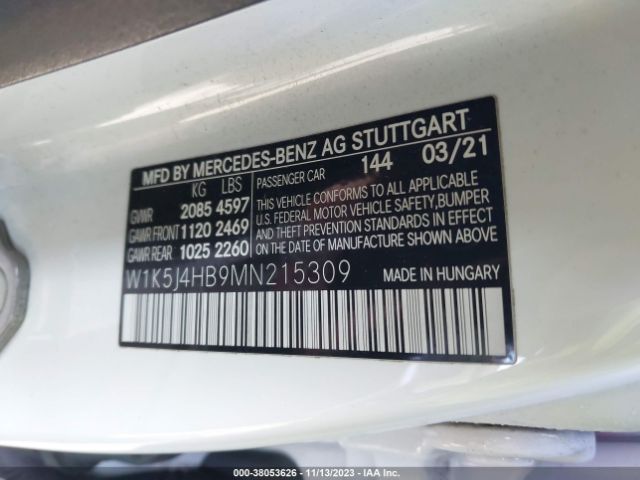 MFD BY MERCEDES-BENZ AG STUTTGART
KG LBS
PASSENGER CAR 144 03/21
GVWR 2085 4597
GAWR FRONT 1120 2469
GAWR REAR 1025 2260
THIS VEHICLE CONFORMS TO ALL APPLICABLE
U.S. FEDERAL MOTOR VEHICLE SAFETY,BUMPER
AND THEFT PREVENTION STANDARDS IN EFFECT
ON THE DATE OF MANUFACTURE SHOWN ABOVE.
W1K5J4HB9MN215309
MADE IN HUNGARY
000-38053626 - 11/13/2023 - IAA Inc.